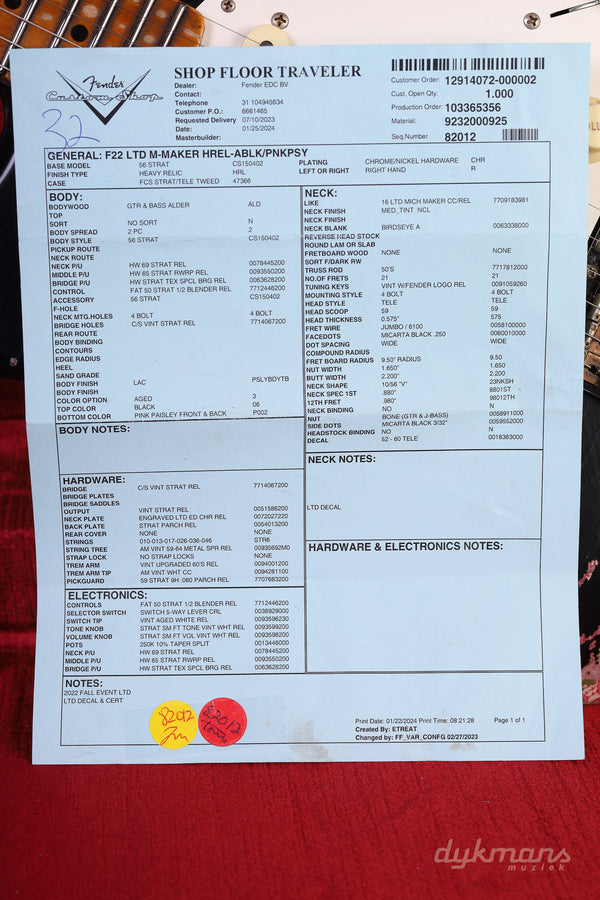 Fender
Custom Shop
SHOP FLOOR TRAVELER
Dealer: Fender EDC BV
Contact:
Telephone 31 104945634
Customer P.O.: 6661465
Requested Delivery 07/10/2023
Date: 01/25/2024
Masterbuilder:
Customer Order: 12914072-000002
Cust. Open Qty: 1.000
Production Order: 103365356
Material: 9232000925
Seq.Number 82012
32
GENERAL: F22 LTD M-MAKER HREL-ABLK/PNKPSY
BASE MODEL 56 STRAT CS150402 PLATING CHROME/NICKEL HARDWARE CHR
FINISH TYPE HEAVY RELIC HRL LEFT OR RIGHT RIGHT HAND R
CASE FCS STRAT/TELE TWEED 47366
BODY:
BODYWOOD GTR & BASS ALDER ALD
TOP
SORT NO SORT N
BODY SPREAD 2 PC 2
BODY STYLE 56 STRAT CS150402
PICKUP ROUTE
NECK ROUTE
NECK P/U HW 69 STRAT REL 0078445200
MIDDLE P/U HW 65 STRAT RWRP REL 0093550200
BRIDGE P/U HW STRAT TEX SPCL BRG REL 0063628200
CONTROL FAT 50 STRAT 1/2 BLENDER REL 7712446200
ACCESSORY 56 STRAT CS150402
F-HOLE
NECK MTG.HOLES 4 BOLT 4 BOLT
BRIDGE HOLES C/S VINT STRAT REL 7714067200
REAR ROUTE
BODY BINDING
CONTOURS
EDGE RADIUS
HEEL
SAND GRADE
BODY FINISH LAC PSLYBDYTB
BODY FINISH
COLOR OPTION AGED 3
TOP COLOR BLACK 06
BOTTOM COLOR PINK PAISLEY FRONT & BACK P002
BODY NOTES:
HARDWARE:
BRIDGE C/S VINT STRAT REL 7714067200
BRIDGE PLATES
BRIDGE SADDLES
OUTPUT VINT STRAT REL 0051586200
NECK PLATE ENGRAVED LTD ED CHR REL 0072027220
BACK PLATE STRAT PARCH REL 0054013200
REAR COVER NONE NONE
STRINGS 010-013-017-026-036-046 STR6
STRING TREE AM VINT 59-64 METAL SPR REL 00935692M0
STRAP LOCK NO STRAP LOCKS NONE
TREM ARM VINT UPGRADED 60'S REL 0094001200
TREM ARM TIP AM VINT WHT CC 0094281100
PICKGUARD 59 STRAT 9H .060 PARCH REL 7707683200
ELECTRONICS:
CONTROLS FAT 50 STRAT 1/2 BLENDER REL 7712446200
SELECTOR SWITCH SWITCH 5-WAY LEVER CRL 0038929000
SWITCH TIP VINT AGED WHITE REL 0093596230
TONE KNOB STRAT SM FT TONE VINT WHT REL 0093599200
VOLUME KNOB STRAT SM FT VOL VINT WHT REL 0093598200
POTS 250K 10% TAPER SPLIT 0013446000
NECK P/U HW 69 STRAT REL 0078445200
MIDDLE P/U HW 65 STRAT RWRP REL 0093550200
BRIDGE P/U HW STRAT TEX SPCL BRG REL 0063628200
NECK:
LIKE 16 LTD MICH MAKER CC/REL 7709183981
NECK FINISH MED_TINT NCL
NECK FINISH
NECK BLANK BIRDSEYE A 0063338000
REVERSE HEAD STOCK
ROUND LAM OR SLAB
FRETBOARD WOOD NONE NONE
SORT F/DARK RW
TRUSS ROD 50'S 7717812000
NO.OF FRETS 21 21
TUNING KEYS VINT W/FENDER LOGO REL 0091059260
MOUNTING STYLE 4 BOLT 4 BOLT
HEAD STYLE TELE TELE
HEAD SCOOP 59 59
HEAD THICKNESS 0.575" 575
FRET WIRE JUMBO / 6100 0058100000
FACEDOTS MICARTA BLACK .250 0060010000
DOT SPACING WIDE WIDE
COMPOUND RADIUS
FRET BOARD RADIUS 9.50" RADIUS 9.50
NUT WIDTH 1.650" 1.650
BUTT WIDTH 2.200" 2.200
NECK SHAPE 10/56 "V" 23NKSH
NECK SPEC 1ST .880" 8801ST
12TH FRET .980" 98012TH
NECK BINDING NO N
NUT BONE (GTR & J-BASS) 0058911000
SIDE DOTS MICARTA BLACK 3/32" 0059552000
HEADSTOCK BINDING NO N
DECAL 52 - 60 TELE 0018363000
NECK NOTES:
LTD DECAL
HARDWARE & ELECTRONICS NOTES:
NOTES:
2022 FALL EVENT LTD
LTD DECAL & CERT
82012
82012
Print Date: 01/22/2024 Print Time: 08:21:28 Page 1 of 1
Created By: ETREAT
Changed by: FF_VAR_CONFG 02/27/2023
dykmans
muziek